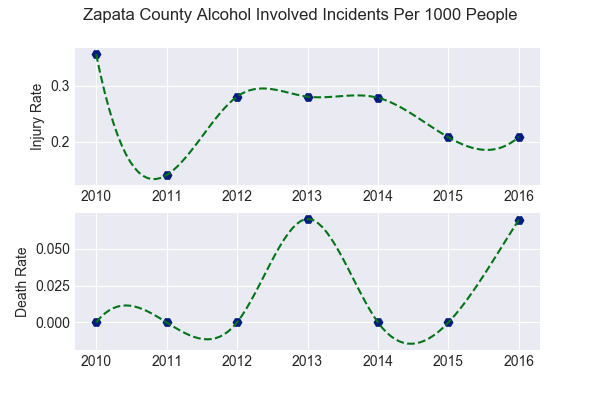 Zapata County Alcohol Involved Incidents Per 1000 People
Injury Rate
0.3
0.2
2010 2011 2012 2013 2014 2015 2016
Death Rate
0.050
0.025
0.000
2010 2011 2012 2013 2014 2015 2016